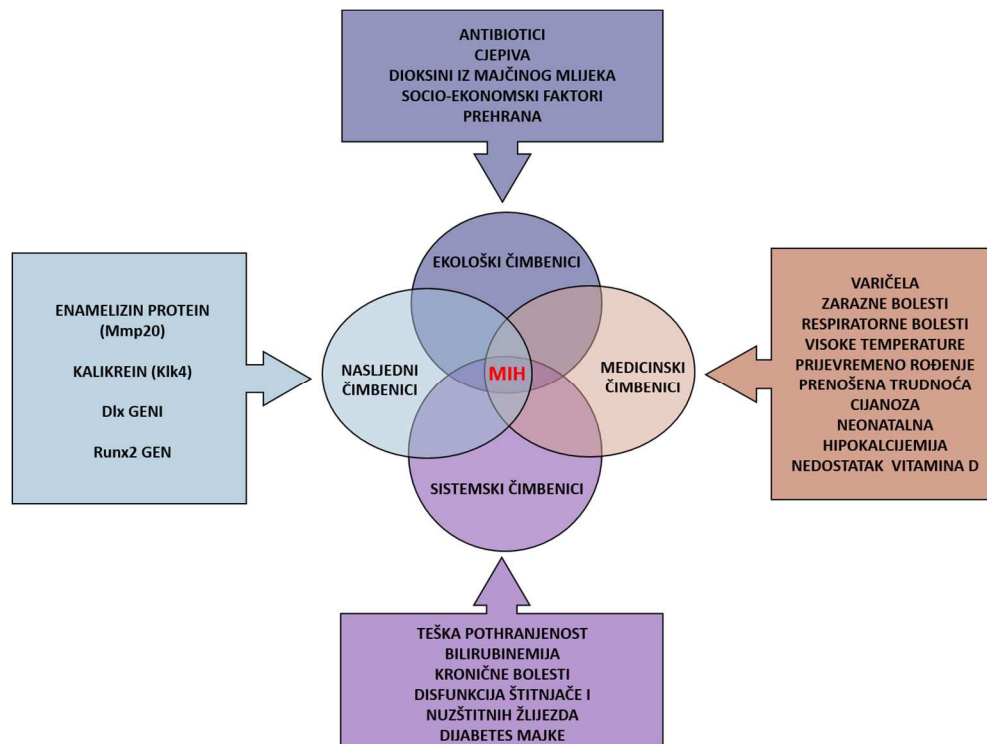 ANTIBIOTICI
CJEPIVA
DIOKSINI IZ MAJČINOG MLIJEKA
SOCIO-EKONOMSKI FAKTORI
PREHRANA
EKOLOŠKI ČIMBENICI
ENAMELIZIN PROTEIN
(Mmp20)
KALIKREIN (Klk4)
Dlx GENI
Runx2 GEN
NASLJEDNI
ČIMBENICI
MIH
MEDICINSKI
ČIMBENICI
VARIČELA
ZARAZNE BOLESTI
RESPIRATORNE BOLESTI
VISOKE TEMPERATURE
PRIJEVREMENO ROĐENJE
PRENOŠENA TRUDNOĆA
CIJANOZA
NEONATALNA
HIPOKALCIJEMIJA
NEDOSTATAK VITAMINA D
SISTEMSKI ČIMBENICI
TEŠKA POTHRANJENOST
BILIRUBINEMIJA
KRONIČNE BOLESTI
DISFUNKCIJA ŠTITNJAČE I
NUZŠTITNIH ŽLIJEZDA
DIJABETES MAJKE